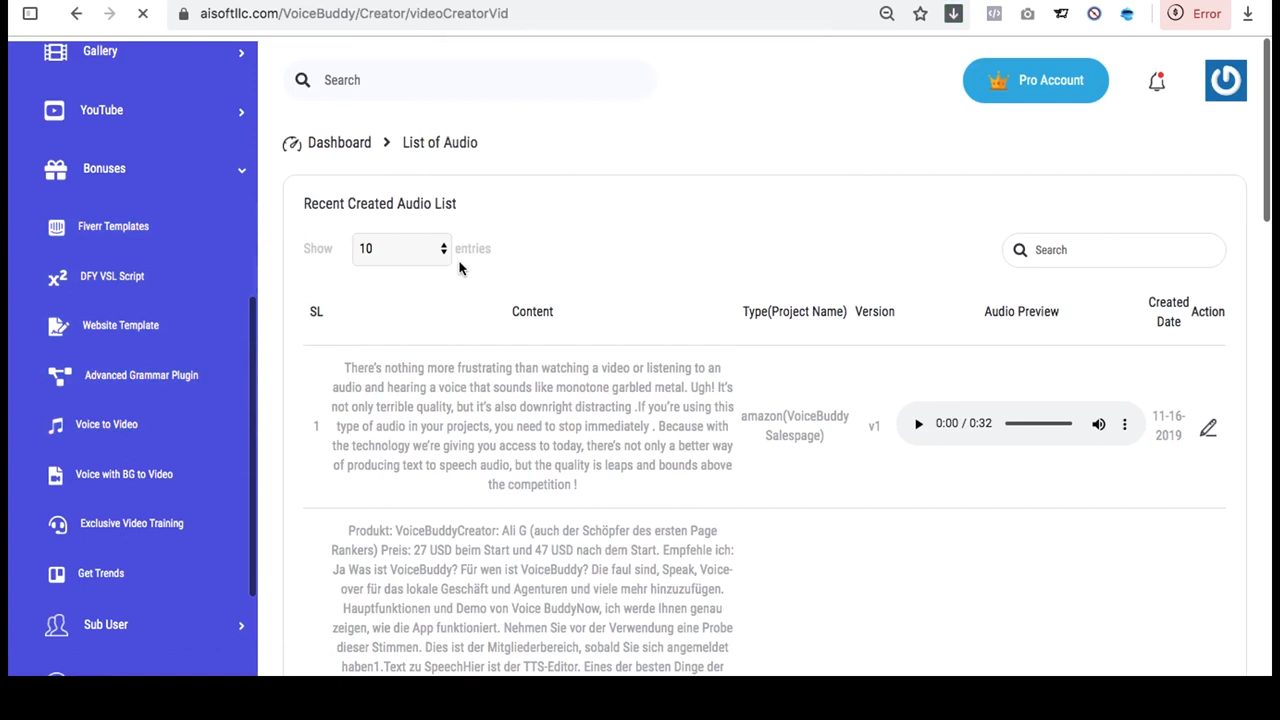 aisoftllc.com/VoiceBuddy/Creator/videoCreatorVid
Error
Gallery
YouTube
Bonuses
Fiverr Templates
DFY VSL Script
Website Template
Advanced Grammar Plugin
Voice to Video
Voice with BG to Video
Exclusive Video Training
Get Trends
Sub User
Search
Pro Account
Dashboard
List of Audio
Recent Created Audio List
Show 10 entries
Search
SL
Content
Type(Project Name)
Version
Audio Preview
Created
Date
Action
1
There's nothing more frustrating than watching a video or listening to an
audio and hearing a voice that sounds like monotone garbled metal. Ugh! It's
not only terrible quality, but it's also downright distracting .If you're using this
type of audio in your projects, you need to stop immediately . Because with
the technology we're giving you access to today, there's not only a better way
of producing text to speech audio, but the quality is leaps and bounds above
the competition !
amazon(VoiceBuddy
Salespage)
v1
0:00 / 0:32
11-16-
2019
Produkt: VoiceBuddyCreator: Ali G (auch der Schöpfer des ersten Page
Rankers) Preis: 27 USD beim Start und 47 USD nach dem Start. Empfehle ich:
Ja Was ist VoiceBuddy? Für wen ist VoiceBuddy? Die faul sind, Speak, Voice-
over für das lokale Geschäft und Agenturen und viele mehr hinzuzufügen.
Hauptfunktionen und Demo von Voice BuddyNow, ich werde Ihnen genau
zeigen, wie die App funktioniert. Nehmen Sie vor der Verwendung eine Probe
dieser Stimmen. Dies ist der Mitgliederbereich, sobald Sie sich angemeldet
haben1.Text zu SpeechHier ist der TTS-Editor. Eines der besten Dinge der